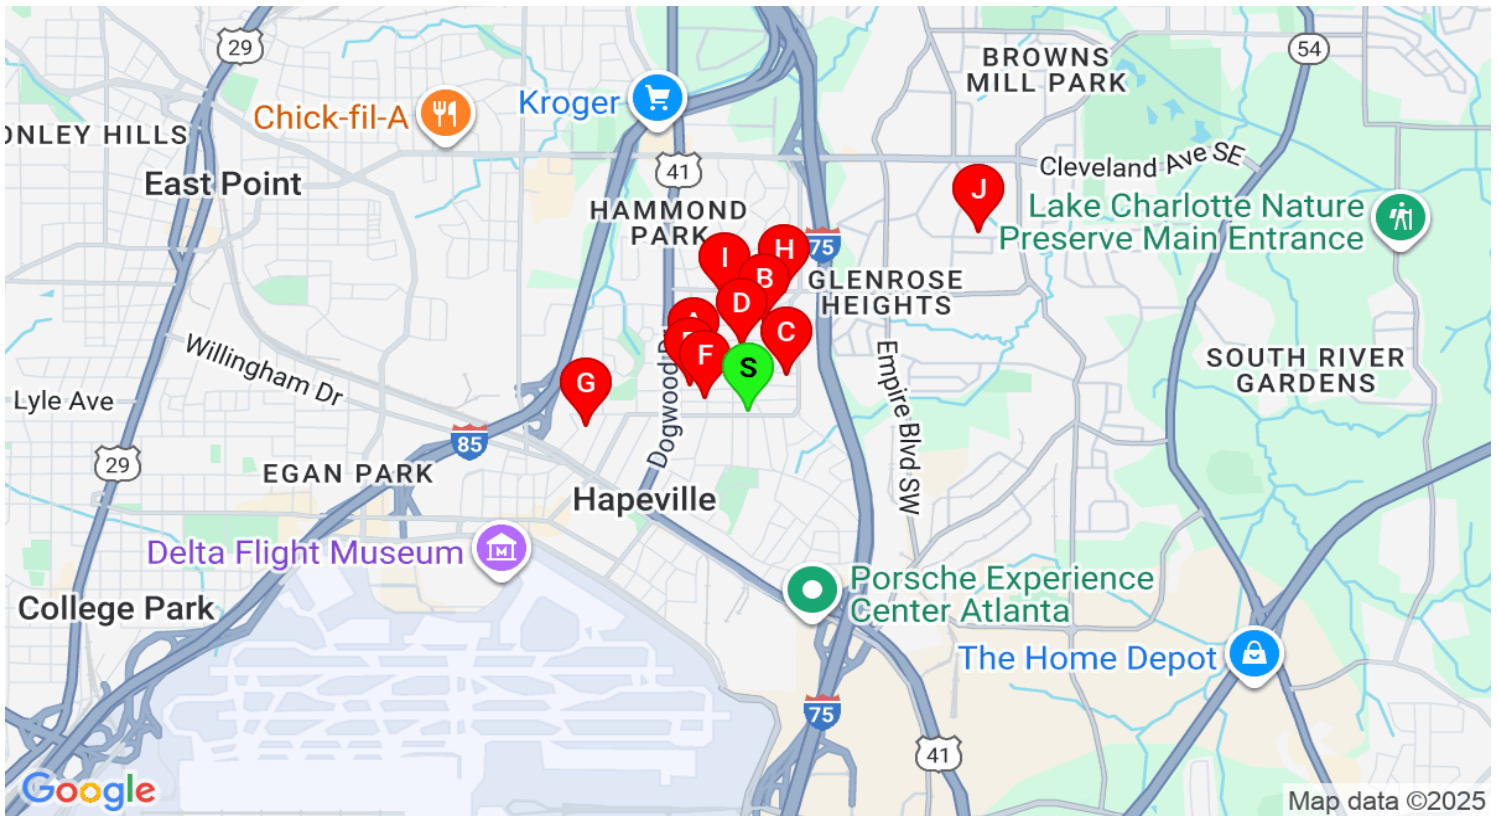 29
54
BROWNS
MILL PARK
Kroger
Chick-fil-A
ONLEY HILLS
Cleveland Ave SE
41
East Point
J
HAMMOND
PARK
Lake Charlotte Nature
Preserve Main Entrance
75
H
I
B
GLENROSE
HEIGHTS
D
A
C
F
S
G
Willingham Dr
Dogwood Dr
Empire Blvd SW
SOUTH RIVER
GARDENS
Lyle Ave
85
29
EGAN PARK
Hapeville
Delta Flight Museum
Porsche Experience
Center Atlanta
College Park
The Home Depot
75
41
Google
Map data ©2025